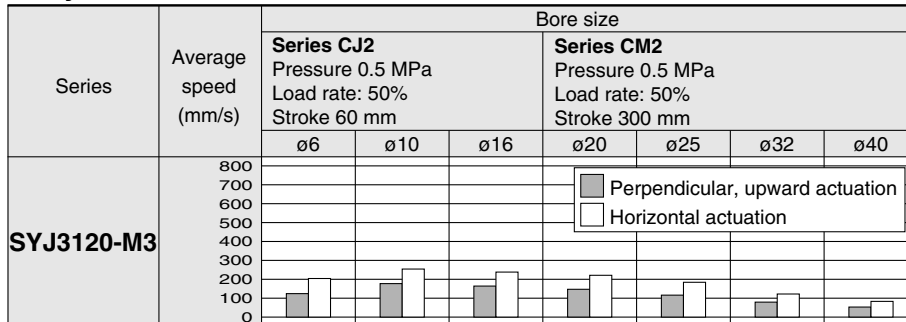 Bore size
Series
Average
speed
(mm/s)
Series CJ2
Pressure 0.5 MPa
Load rate: 50%
Stroke 60 mm
Series CM2
Pressure 0.5 MPa
Load rate: 50%
Stroke 300 mm
ø6 ø10 ø16 ø20 ø25 ø32 ø40
SYJ3120-M3
800
700
600
500
400
300
200
100
0
Perpendicular, upward actuation
Horizontal actuation